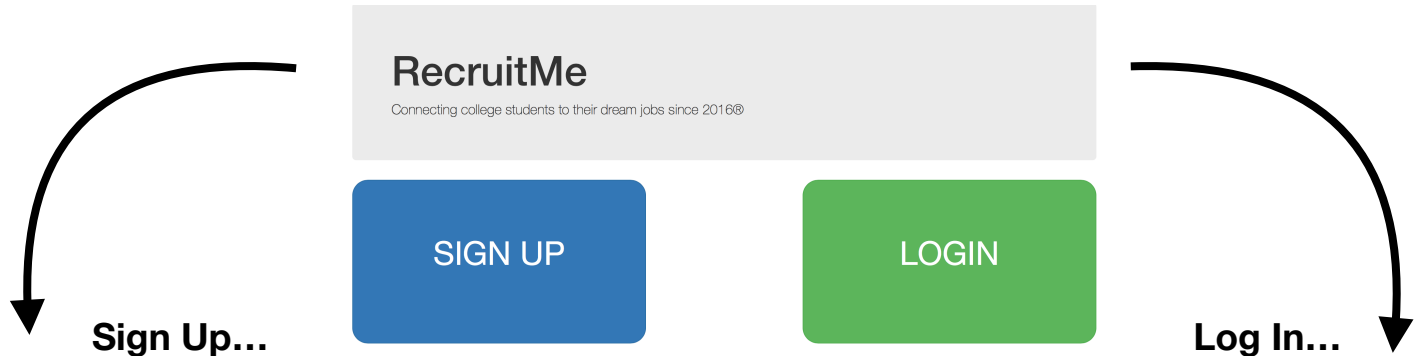 RecruitMe
Connecting college students to their dream jobs since 2016®
SIGN UP
LOGIN
Sign Up...
Log In...